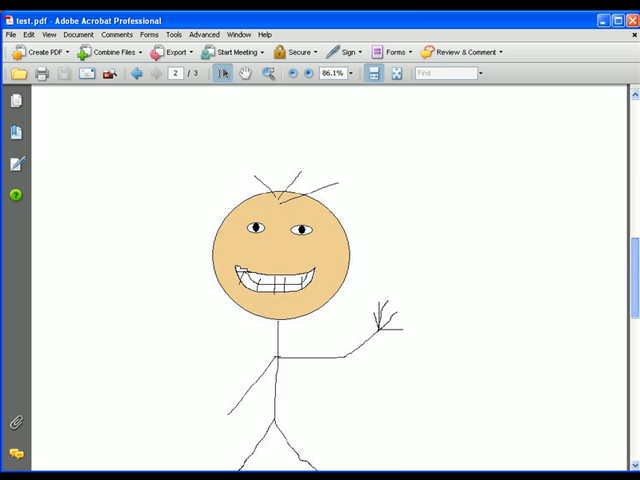 test.pdf - Adobe Acrobat Professional
File Edit View Document Comments Forms Tools Advanced Window Help
Create PDF Combine Files Export Start Meeting Secure Sign Forms Review & Comment
2 / 3 86.1% Find